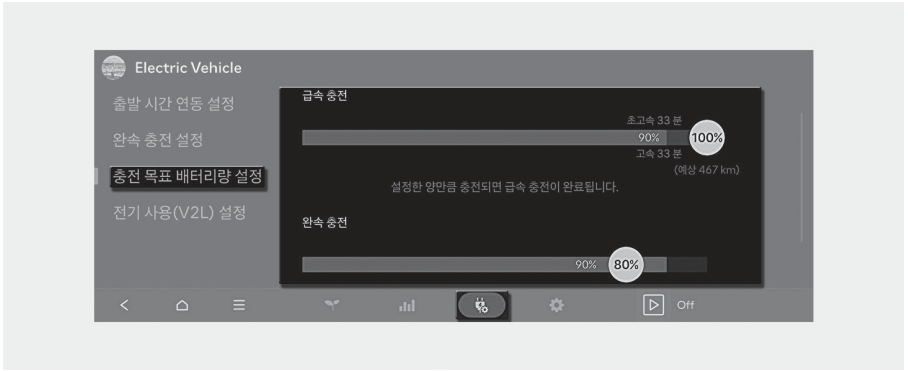 Electric Vehicle
출발 시간 연동 설정
완속 충전 설정
충전 목표 배터리량 설정
전기 사용(V2L) 설정
급속 충전
초고속 33 분
90% 100%
고속 33 분
(예상 467 km)
설정한 양만큼 충전되면 급속 충전이 완료됩니다.
완속 충전
90% 80%
Off